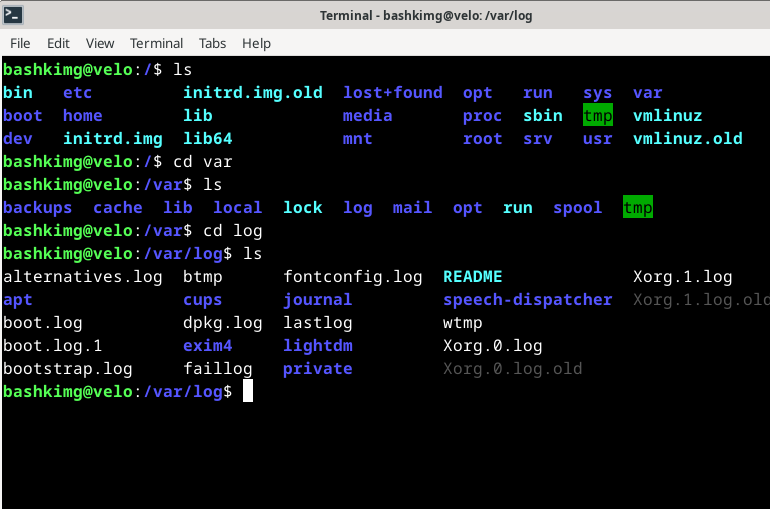 Terminal - bashkimg@velo: /var/log
File Edit View Terminal Tabs Help
bashkimg@velo:/$ ls
bin etc initrd.img.old lost+found opt run sys var
boot home lib media proc sbin tmp vmlinuz
dev initrd.img lib64 mnt root srv usr vmlinuz.old
bashkimg@velo:/$ cd var
bashkimg@velo:/var$ ls
backups cache lib local lock log mail opt run spool tmp
bashkimg@velo:/var$ cd log
bashkimg@velo:/var/log$ ls
alternatives.log btmp fontconfig.log README Xorg.1.log
apt cups journal speech-dispatcher Xorg.1.log.old
boot.log dpkg.log lastlog wtmp
boot.log.1 exim4 lightdm Xorg.0.log
bootstrap.log faillog private Xorg.0.log.old
bashkimg@velo:/var/log$